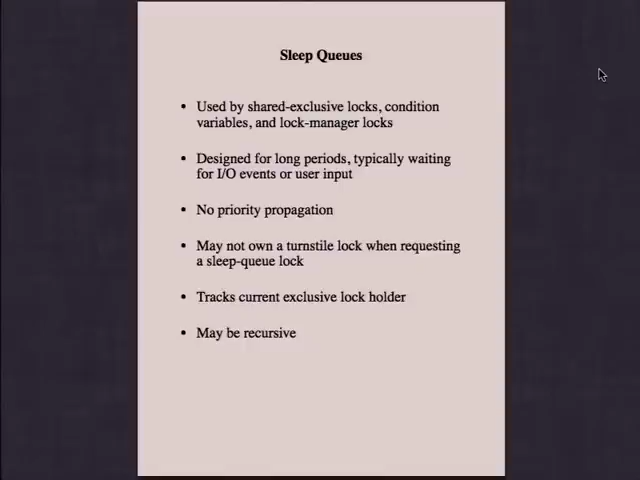 Sleep Queues
• Used by shared-exclusive locks, condition
variables, and lock-manager locks
• Designed for long periods, typically waiting
for I/O events or user input
• No priority propagation
• May not own a turnstile lock when requesting
a sleep-queue lock
• Tracks current exclusive lock holder
• May be recursive